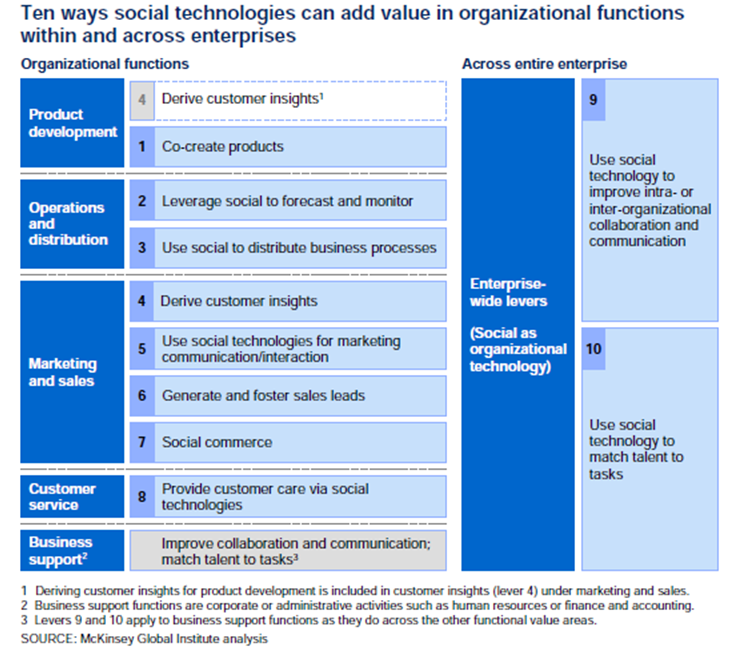 Ten ways social technologies can add value in organizational functions
within and across enterprises
Organizational functions
Product
development
4 Derive customer insights¹
1 Co-create products
Operations
and
distribution
2 Leverage social to forecast and monitor
3 Use social to distribute business processes
Marketing
and sales
4 Derive customer insights
5 Use social technologies for marketing
communication/interaction
6 Generate and foster sales leads
7 Social commerce
Customer
service
8 Provide customer care via social
technologies
Business
support²
Improve collaboration and communication;
match talent to tasks³
Across entire enterprise
Enterprise-
wide levers
(Social as
organizational
technology)
9
Use social
technology to
improve intra- or
inter-organizational
collaboration and
communication
10
Use social
technology to
match talent to
tasks
1 Deriving customer insights for product development is included in customer insights (lever 4) under marketing and sales.
2 Business support functions are corporate or administrative activities such as human resources or finance and accounting.
3 Levers 9 and 10 apply to business support functions as they do across the other functional value areas.
SOURCE: McKinsey Global Institute analysis